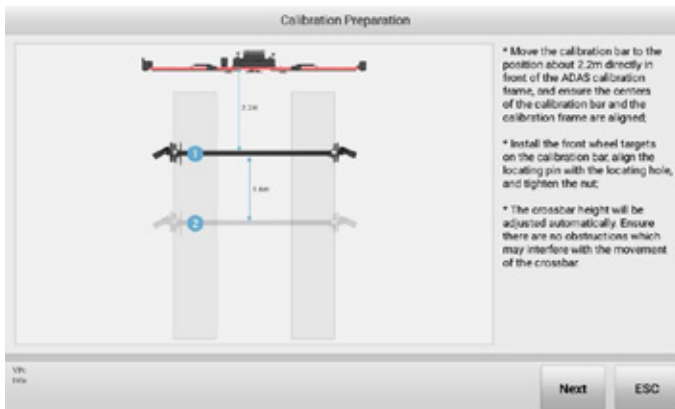 Calibration Preparation
* Move the calibration bar to the
position about 2.2m directly in
front of the ADAS calibration
frame, and ensure the centers
of the calibration bar and the
calibration frame are aligned;
* Install the front wheel targets
on the calibration bar, align the
locating pin with the locating hole,
and tighten the nut;
* The crossbar height will be
adjusted automatically. Ensure
there are no obstructions which
may interfere with the movement
of the crossbar.
2.2m
1
1.6m
2
VIN:
Info
Next
ESC